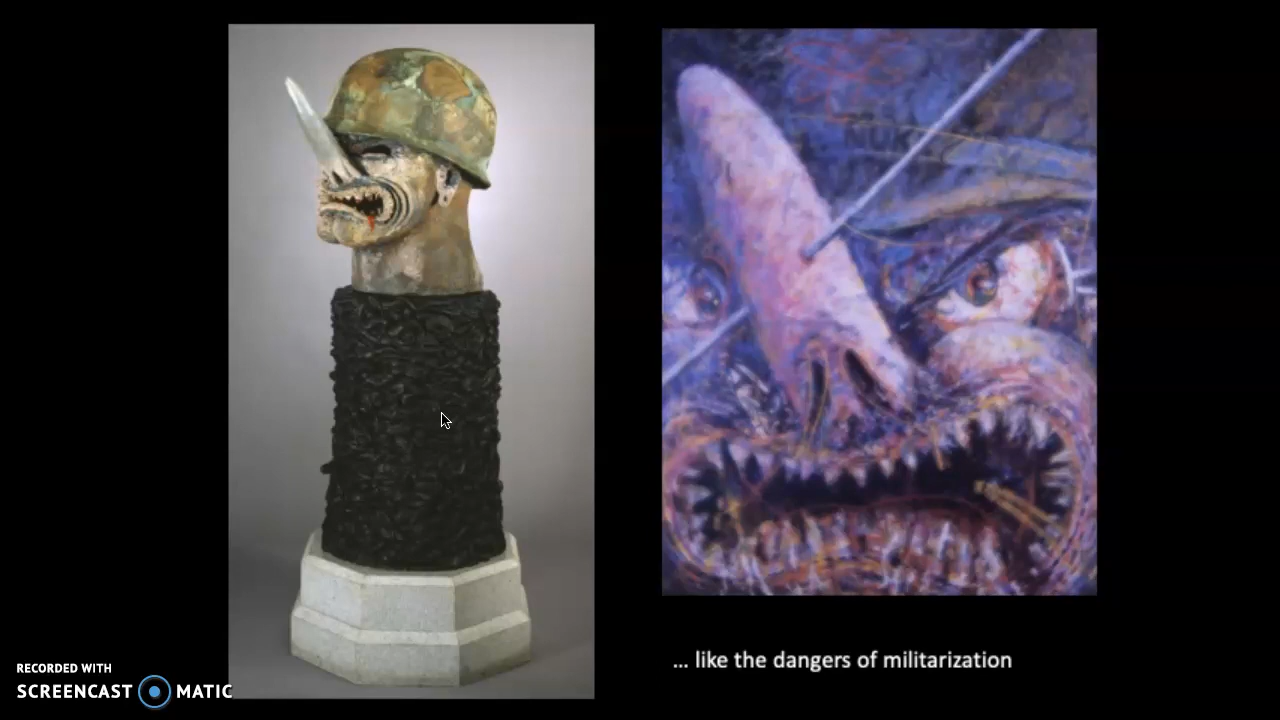 ... like the dangers of militarization
RECORDED WITH
SCREENCAST MATIC